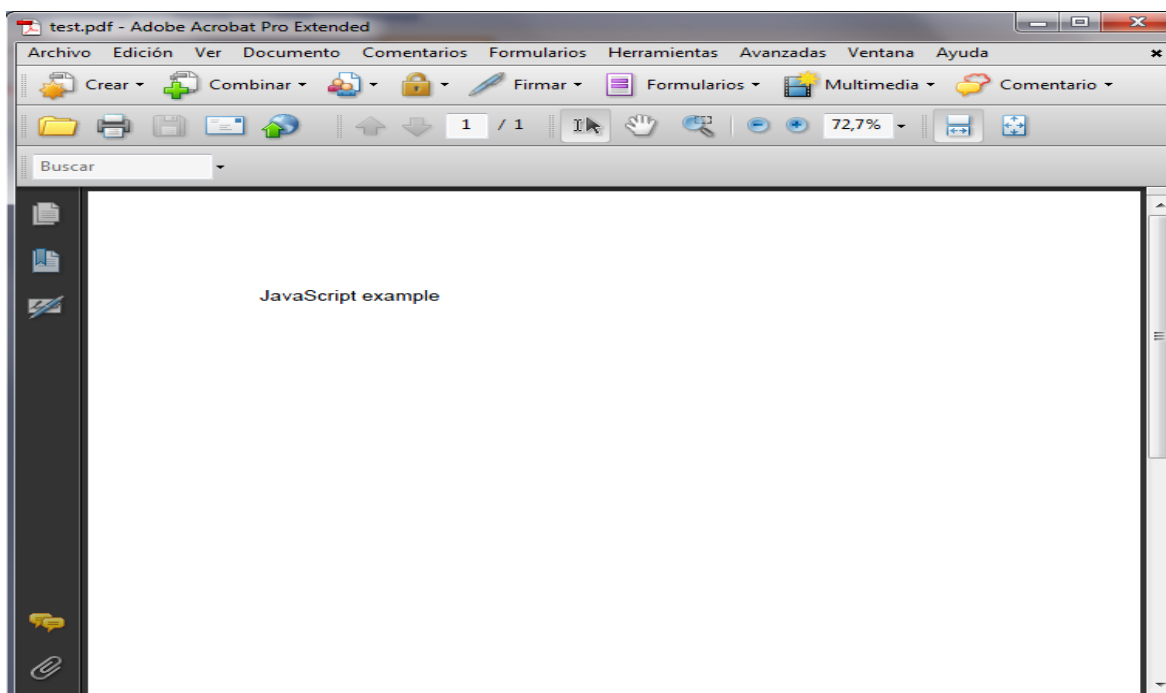 test.pdf - Adobe Acrobat Pro Extended
Archivo Edición Ver Documento Comentarios Formularios Herramientas Avanzadas Ventana Ayuda
Crear Combinar Firmar Formularios Multimedia Comentario
1 / 1 72,7%
Buscar
JavaScript example